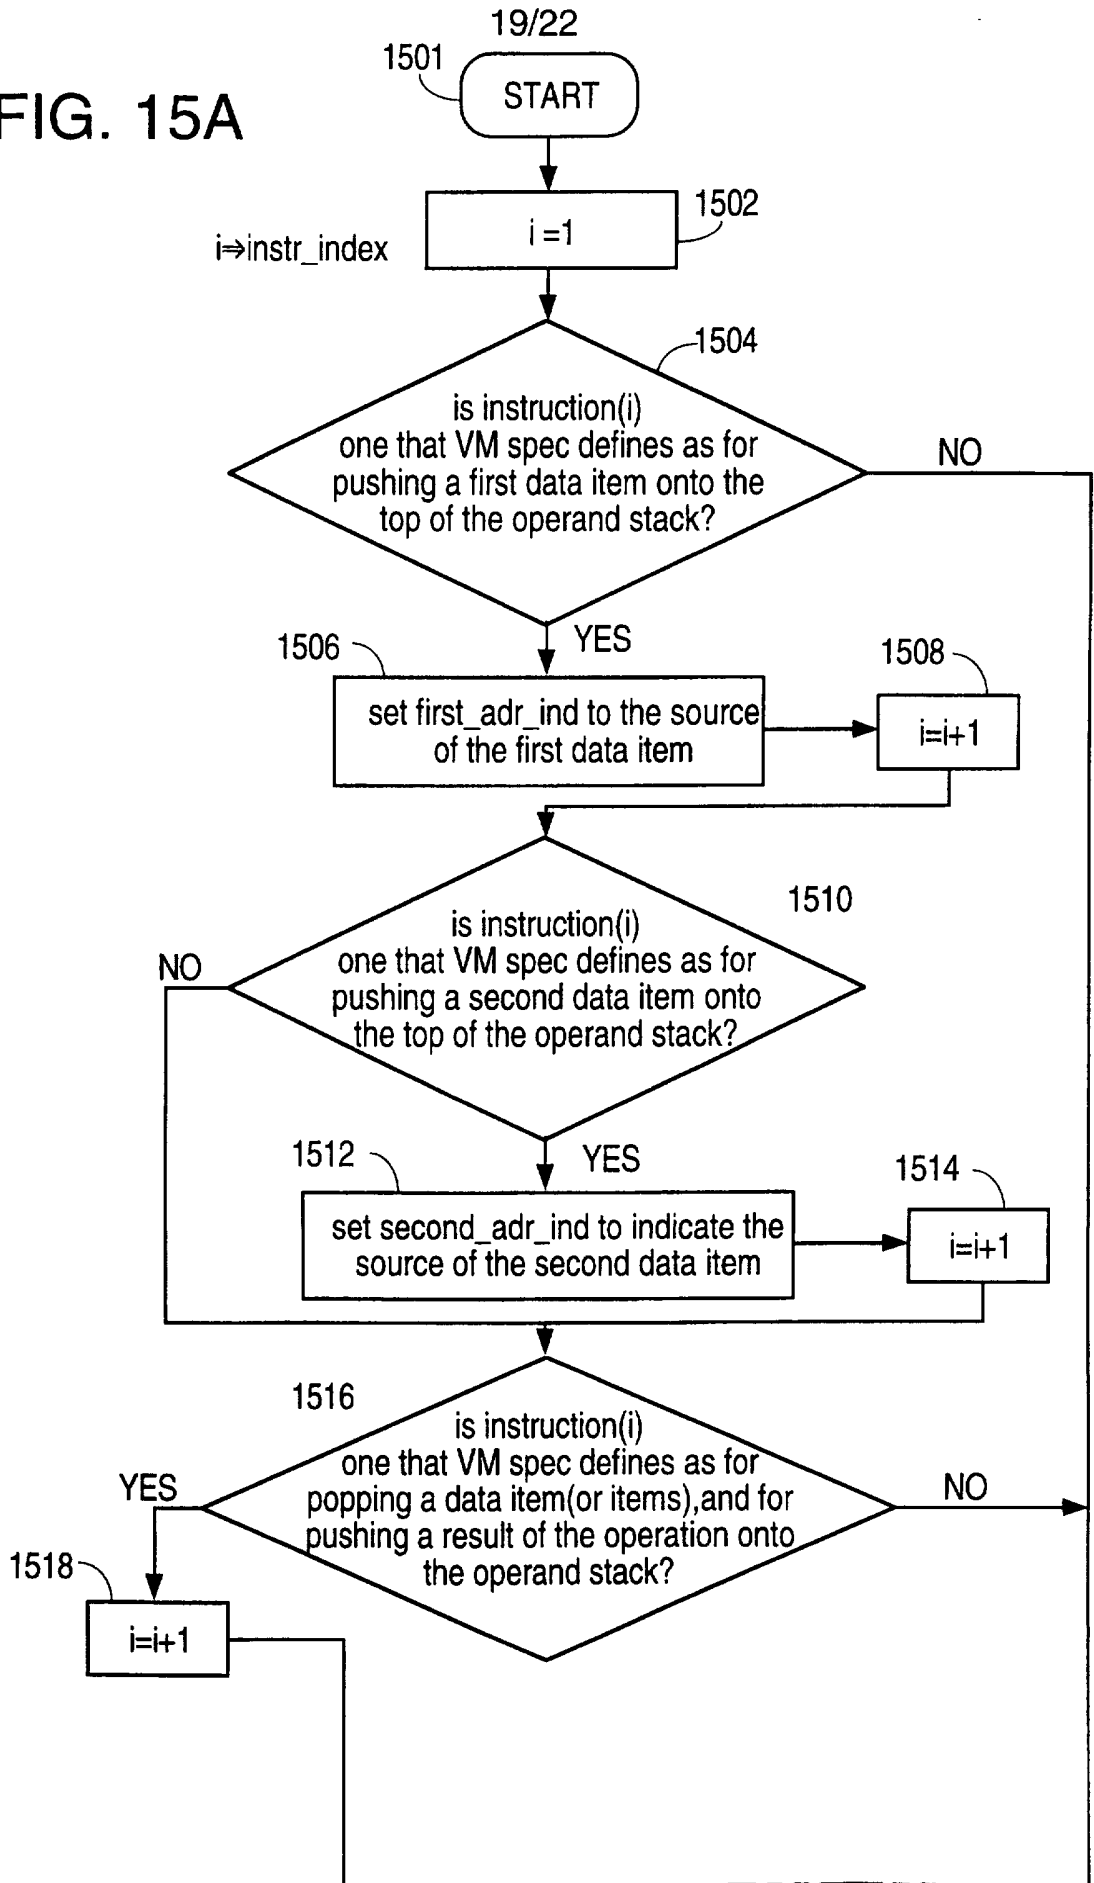 19/22
1501
START
FIG. 15A
1502
i =1
i⇒instr_index
1504
is instruction(i)
one that VM spec defines as for
pushing a first data item onto the
top of the operand stack?
NO
YES
1506
1508
set first_adr_ind to the source
of the first data item
i=i+1
1510
is instruction(i)
one that VM spec defines as for
pushing a second data item onto
the top of the operand stack?
NO
YES
1512
1514
set second_adr_ind to indicate the
source of the second data item
i=i+1
1516
is instruction(i)
one that VM spec defines as for
popping a data item(or items),and for
pushing a result of the operation onto
the operand stack?
YES
NO
1518
i=i+1